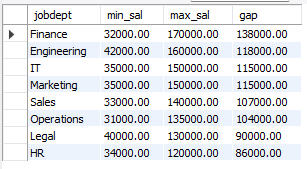 jobdept min_sal max_sal gap
Finance 32000.00 170000.00 138000.00
Engineering 42000.00 160000.00 118000.00
IT 35000.00 150000.00 115000.00
Marketing 35000.00 150000.00 115000.00
Sales 33000.00 140000.00 107000.00
Operations 31000.00 135000.00 104000.00
Legal 40000.00 130000.00 90000.00
HR 34000.00 120000.00 86000.00